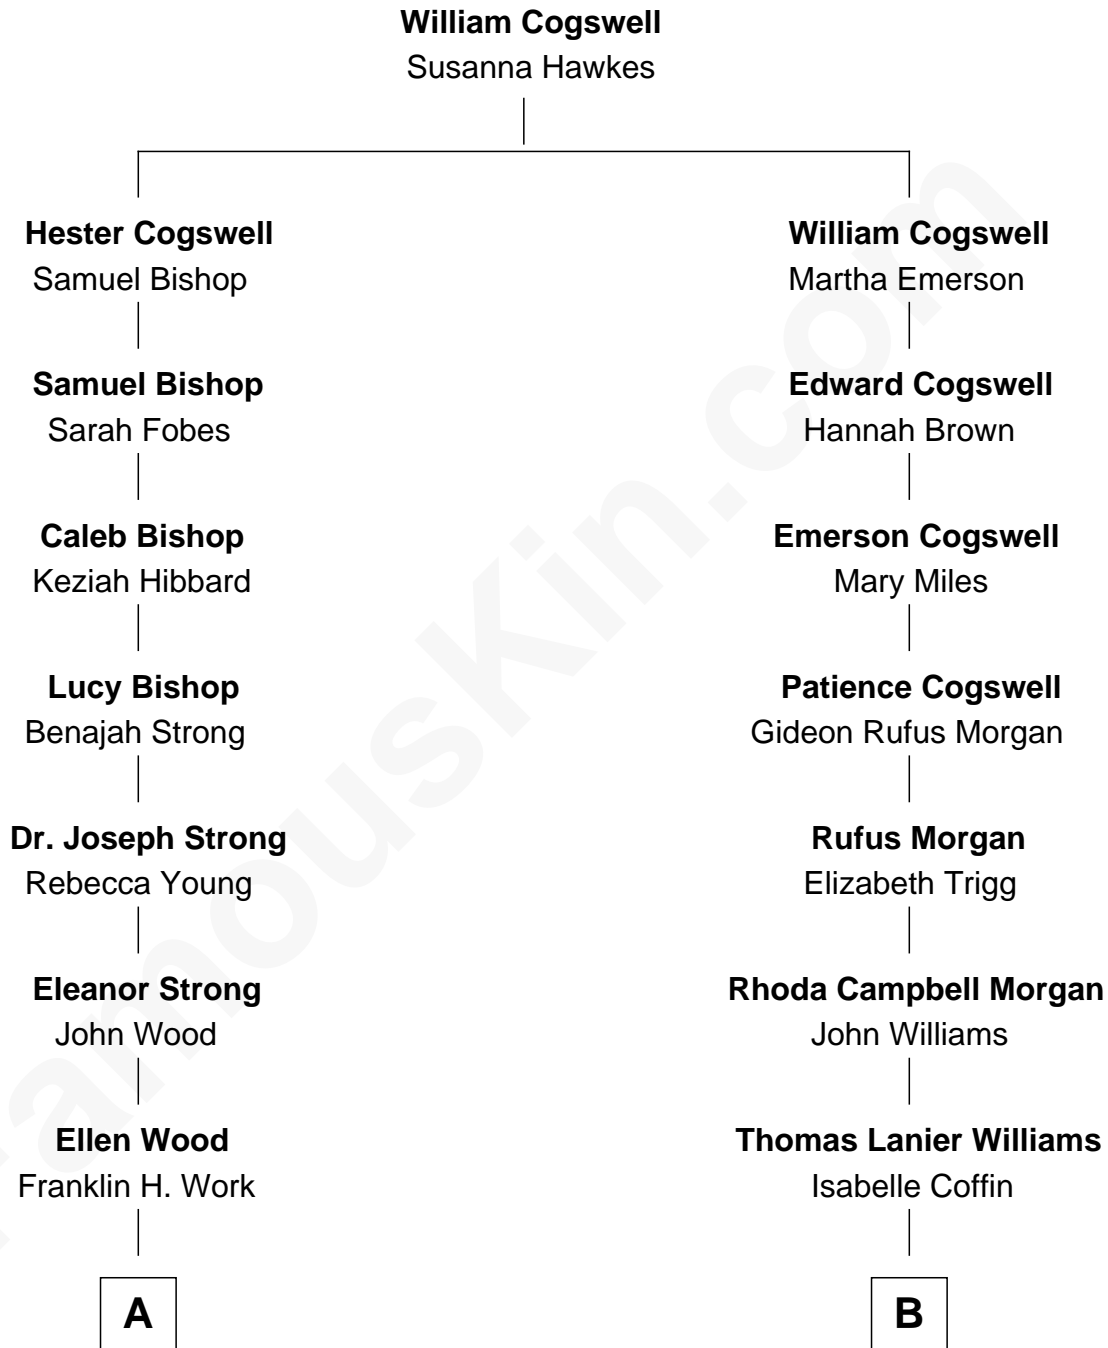 William Cogswell
Susanna Hawkes
Hester Cogswell
Samuel Bishop
William Cogswell
Martha Emerson
Samuel Bishop
Sarah Fobes
Edward Cogswell
Hannah Brown
Caleb Bishop
Keziah Hibbard
Emerson Cogswell
Mary Miles
Lucy Bishop
Benajah Strong
Patience Cogswell
Gideon Rufus Morgan
Dr. Joseph Strong
Rebecca Young
Rufus Morgan
Elizabeth Trigg
Eleanor Strong
John Wood
Rhoda Campbell Morgan
John Williams
Ellen Wood
Franklin H. Work
Thomas Lanier Williams
Isabelle Coffin
A
B
FamousKin.com